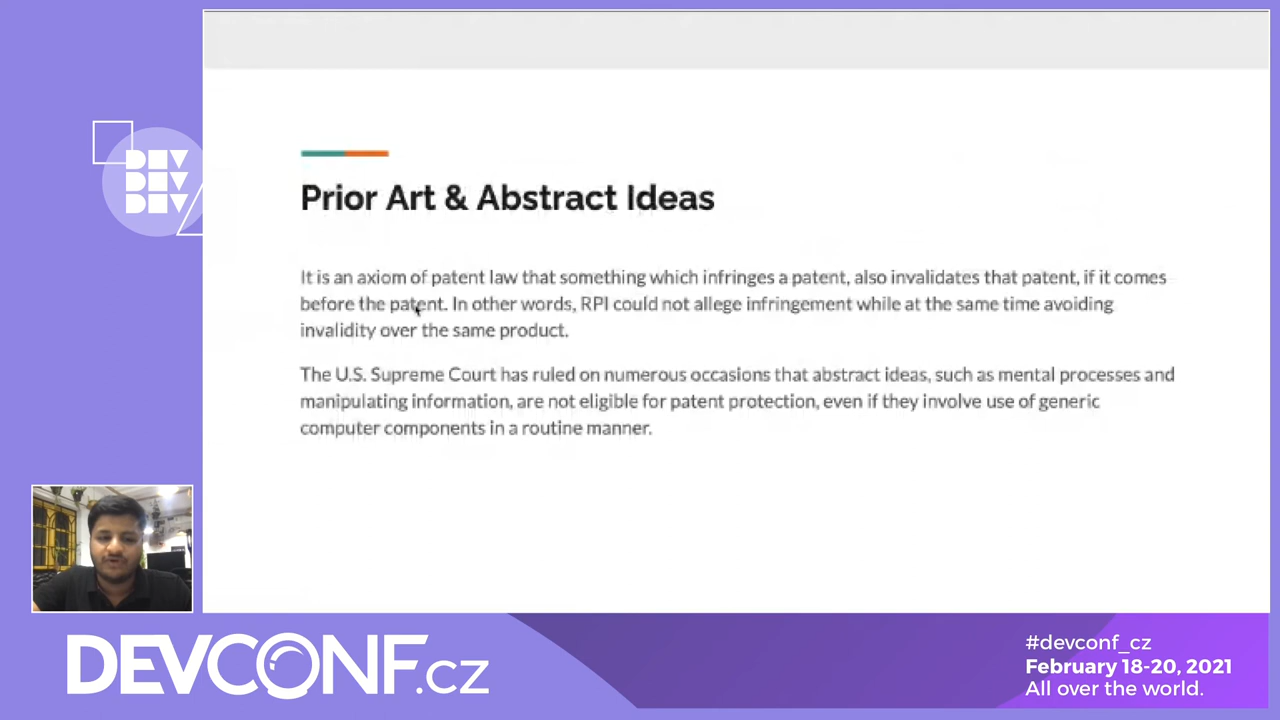 DEV
DEV
DEV
Prior Art & Abstract Ideas
It is an axiom of patent law that something which infringes a patent, also invalidates that patent, if it comes
before the patent. In other words, RPI could not allege infringement while at the same time avoiding
invalidity over the same product.
The U.S. Supreme Court has ruled on numerous occasions that abstract ideas, such as mental processes and
manipulating information, are not eligible for patent protection, even if they involve use of generic
computer components in a routine manner.
DEVCONF.cz
#devconf_cz
February 18-20, 2021
All over the world.